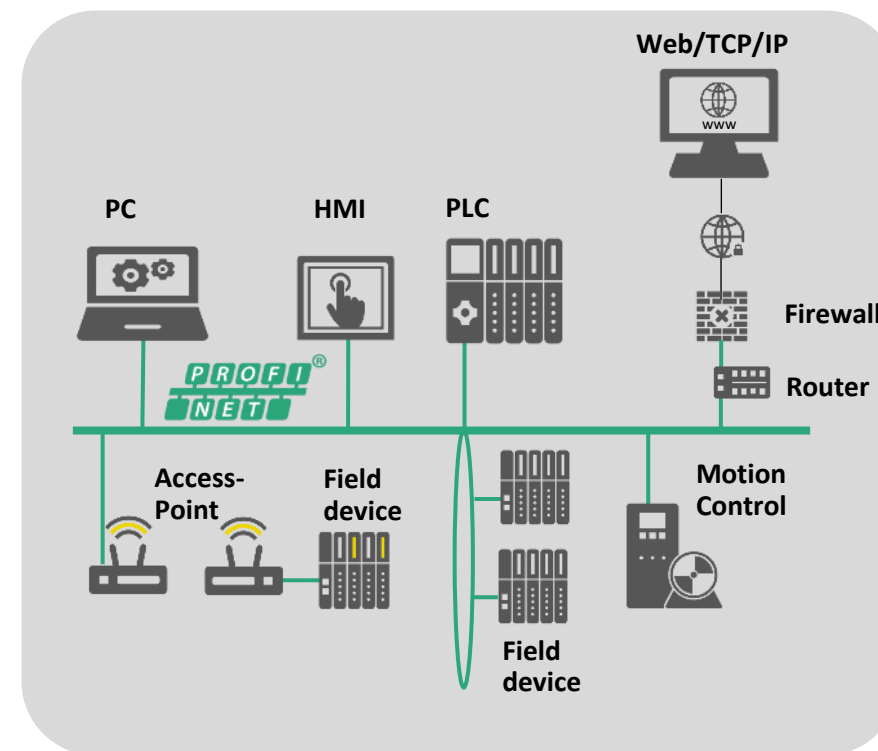 Web/TCP/IP
www
PC
HMI
PLC
Firewall
PROFI®
NET
Router
Access-
Point
Field
device
Motion
Control
Field
device